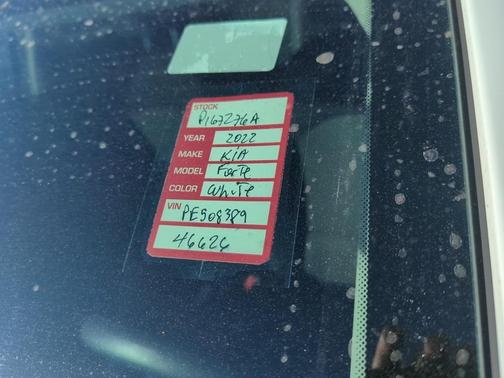 STOCK
P167276A
YEAR 2022
MAKE KIA
MODEL Forte
COLOR White
VIN PE508389
46626